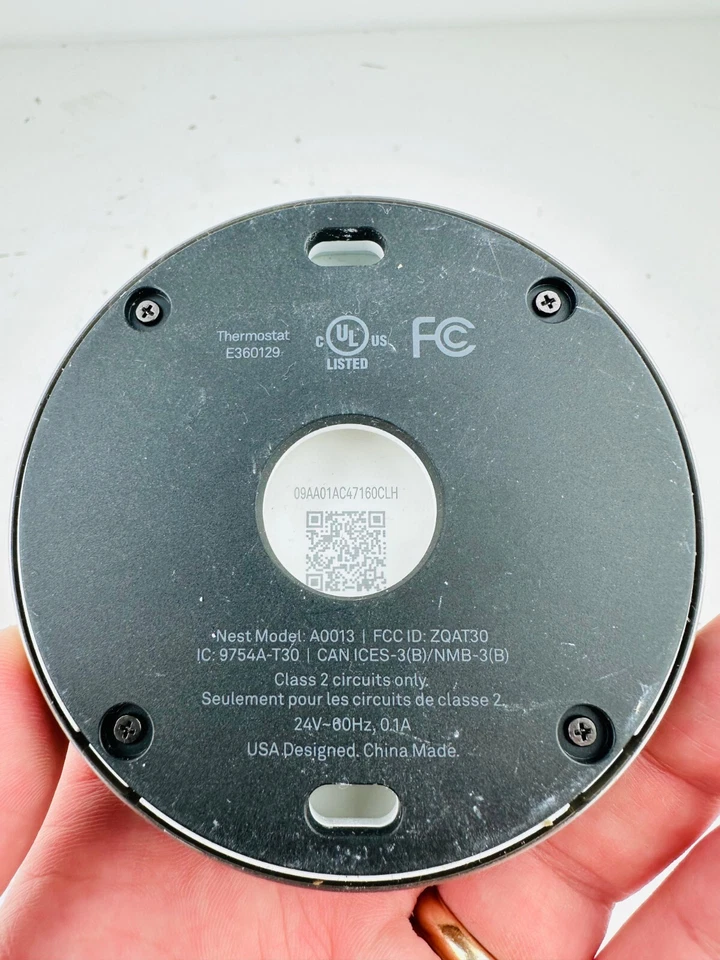 Thermostat
E360129
C UL US
LISTED
FC
09AA01AC47160CLH
Nest Model: A0013 | FCC ID: ZQAT30
IC: 9754A-T30 | CAN ICES-3(B)/NMB-3(B)
Class 2 circuits only.
Seulement pour les circuits de classe 2.
24V~60Hz, 0.1A
USA Designed. China Made.